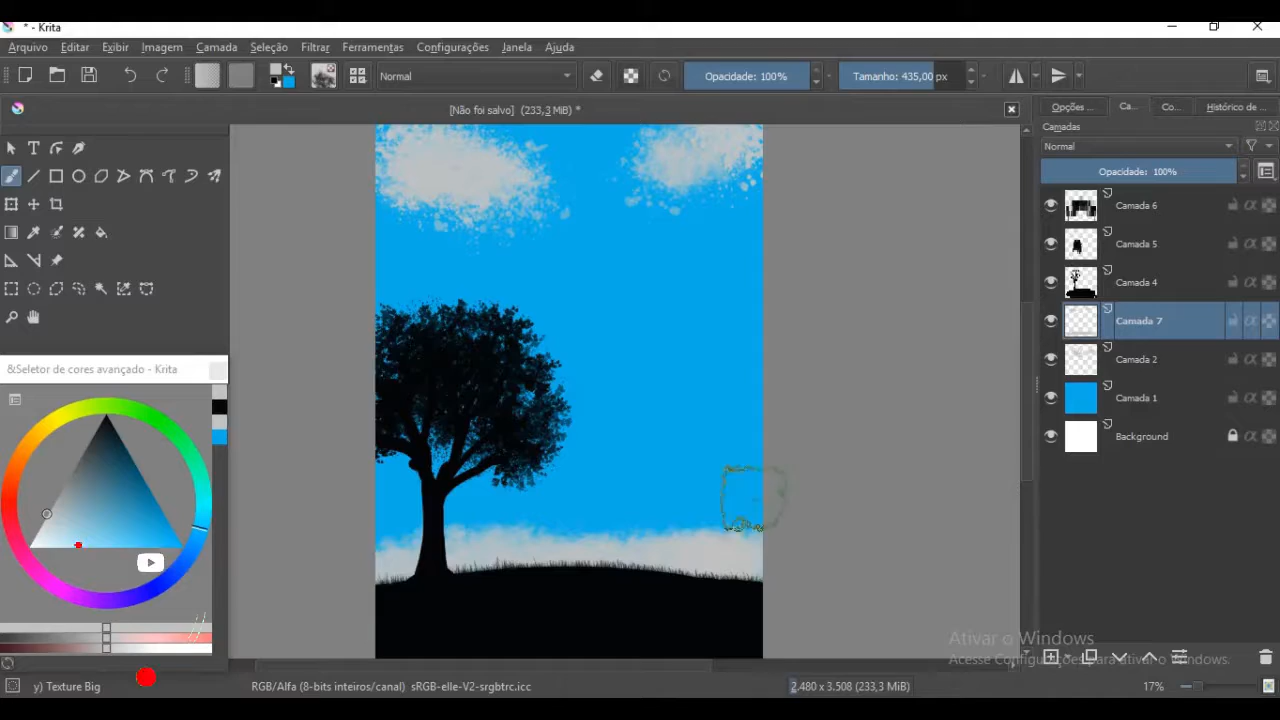 * - Krita
Arquivo Editar Exibir Imagem Camada Seleção Filtrar Ferramentas Configurações Janela Ajuda
Normal Opacidade: 100% Tamanho: 435,00 px
[Não foi salvo] (233,3 MiB) *
Opções ... Ca... Co... Histórico de ...
Camadas
Normal
Opacidade: 100%
Camada 6
Camada 5
Camada 4
Camada 7
Camada 2
Camada 1
Background
&Seletor de cores avançado - Krita
Ativar o Windows
Acesse Configurações para ativar o Windows.
y) Texture Big RGB/Alfa (8-bits inteiros/canal) sRGB-elle-V2-srgbtrc.icc 2.480 x 3.508 (233,3 MiB) 17%